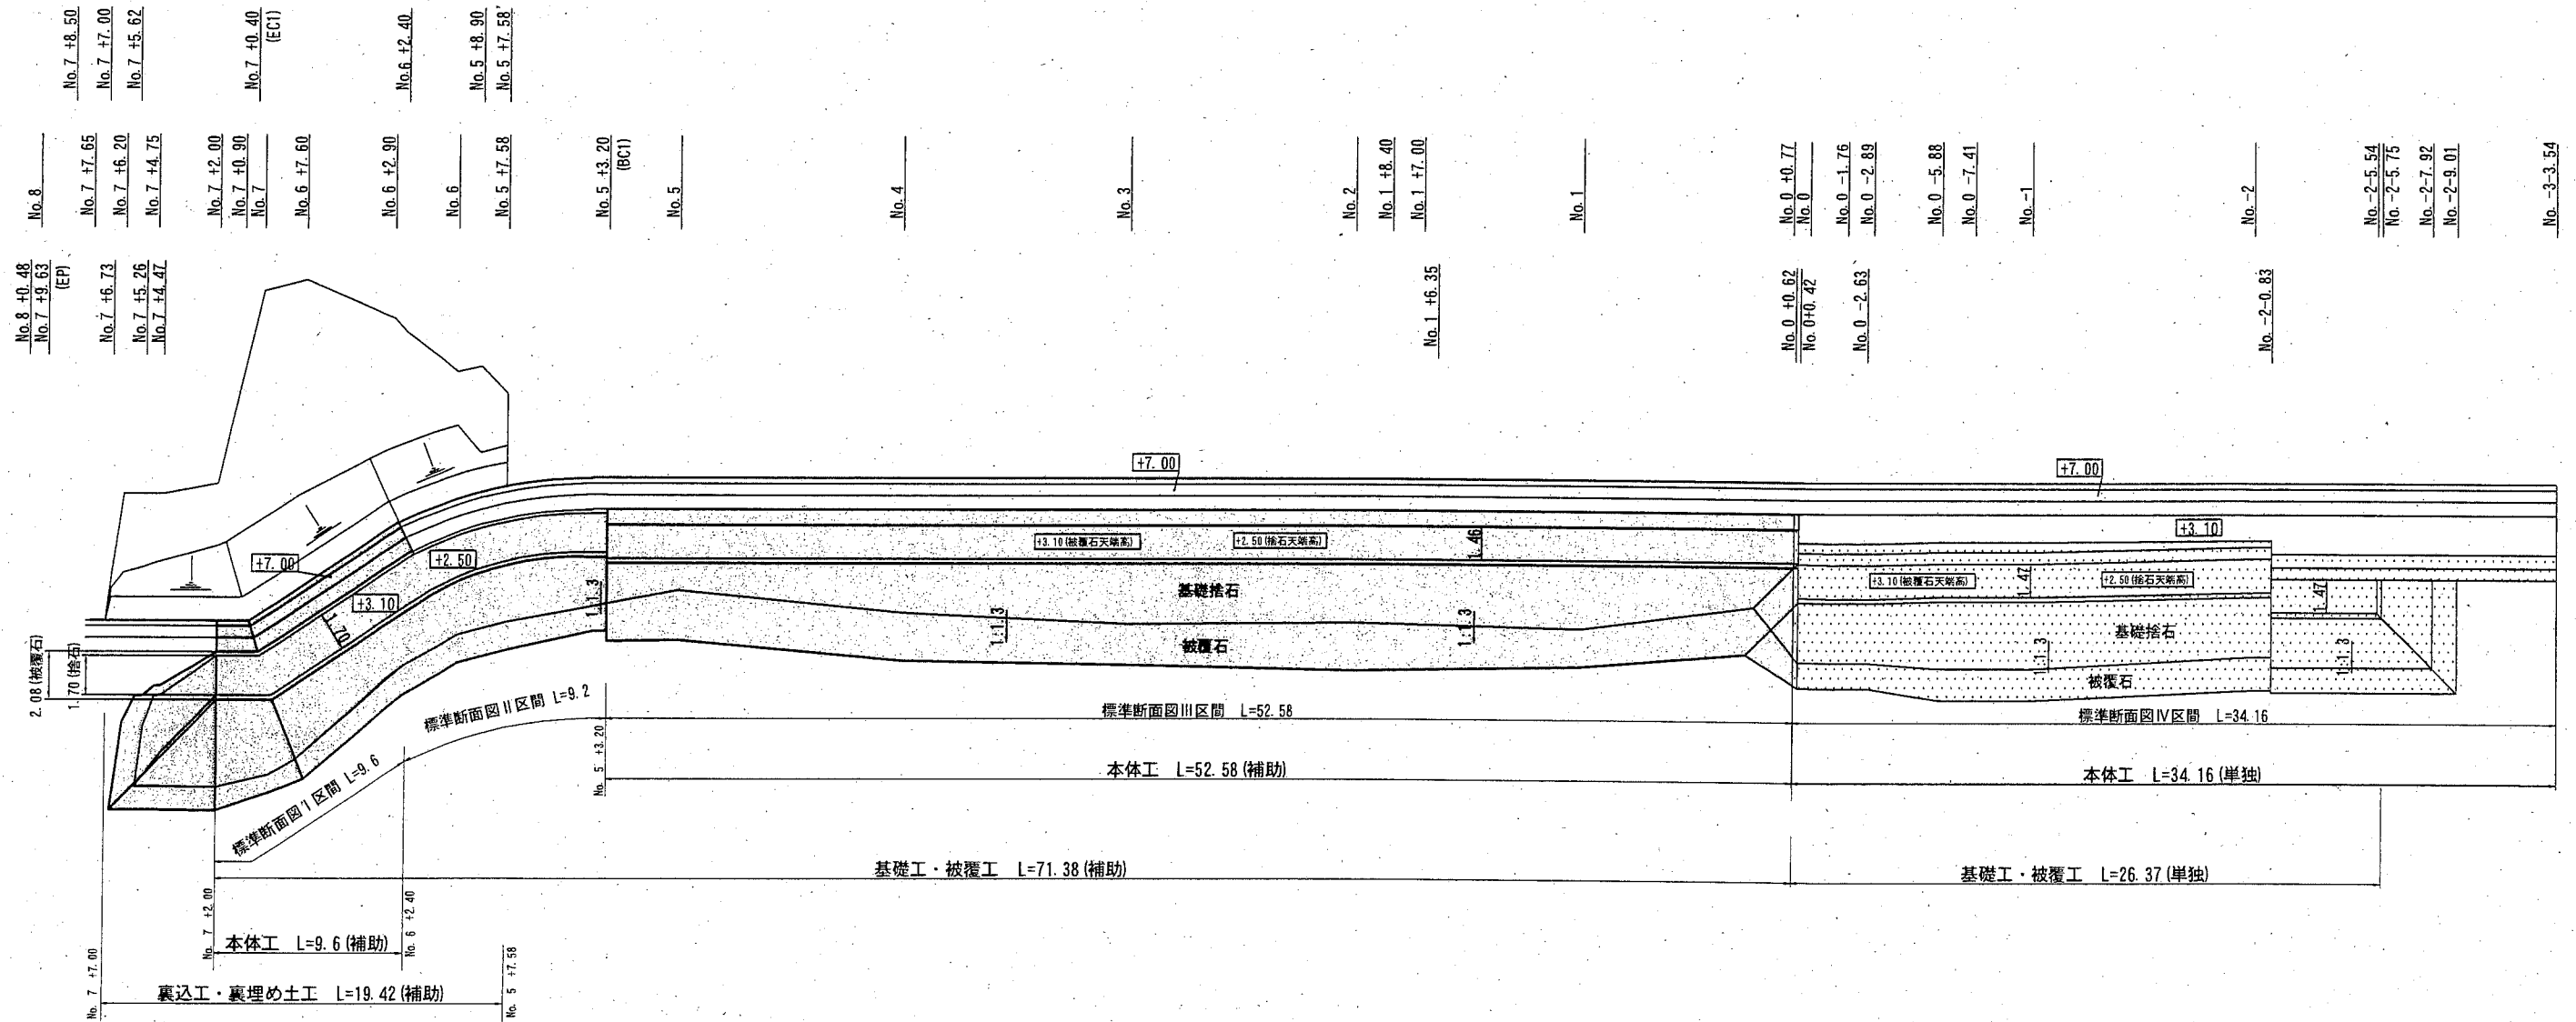 No.7 +8.50
No.7 +7.00
No.7 +5.62
No.7 +0.40
(EC1)
No.6 +2.40
No.5 +8.90
No.5 +7.58'
No.8
No.7 +7.65
No.7 +6.20
No.7 +4.75
No.7 +2.00
No.7 +0.90
No.7
No.6 +7.60
No.6 +2.90
No.6
No.5 +7.58
No.5 +3.20
(BC1)
No.5
No.4
No.3
No.2
No.1 +8.40
No.1 +7.00
No.1
No.0 +0.77
No.0
No.0 -1.76
No.0 -2.89
No.0 -5.88
No.0 -7.41
No.-1
No.-2
No.-2-5.54
No.-2-5.75
No.-2-7.92
No.-2-9.01
No.-3-3.54
No.8 +0.48
No.7 +9.63
(EP)
No.7 +6.73
No.7 +5.26
No.7 +4.47
No.1 +6.35
No.0 +0.62
No.0+0.42
No.0 -2.63
No.-2-0.83
+7.00
+7.00
+3.10
+3.10(被覆石天端高)
+2.50(捨石天端高)
1.46
+7.00
+2.50
+3.10
1.70
1:1.3
基礎捨石
1:1.3
1:1.3
被覆石
+3.10(被覆石天端高)
1.47
+2.50(捨石天端高)
1.47
基礎捨石
1:1.3
1:1.3
被覆石
2.08(被覆石)
1.70(捨石)
標準断面図Ⅰ区間 L=9.6
標準断面図Ⅱ区間 L=9.2
標準断面図Ⅲ区間 L=52.58
標準断面図Ⅳ区間 L=34.16
No.5 +3.20
本体工 L=52.58(補助)
本体工 L=34.16(単独)
基礎工・被覆工 L=71.38(補助)
基礎工・被覆工 L=26.37(単独)
No.7 +2.00
本体工 L=9.6(補助)
No.6 +2.40
No.7 +7.00
裏込工・裏埋め土工 L=19.42(補助)
No.5 +7.58